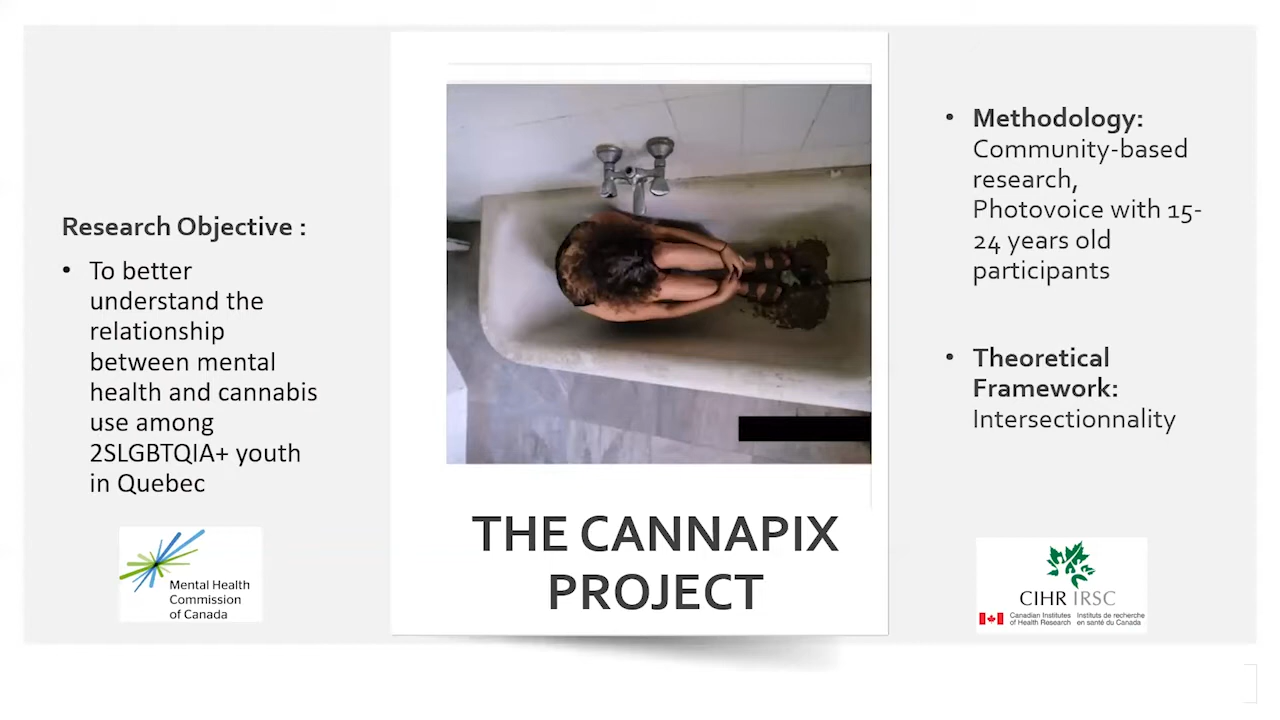 Research Objective :
• To better
understand the
relationship
between mental
health and cannabis
use among
2SLGBTQIA+ youth
in Quebec
Mental Health
Commission
of Canada
THE CANNAPIX
PROJECT
• Methodology:
Community-based
research,
Photovoice with 15-
24 years old
participants
• Theoretical
Framework:
Intersectionnality
CIHR IRSC
Canadian Institutes
of Health Research
Instituts de recherche
en santé du Canada